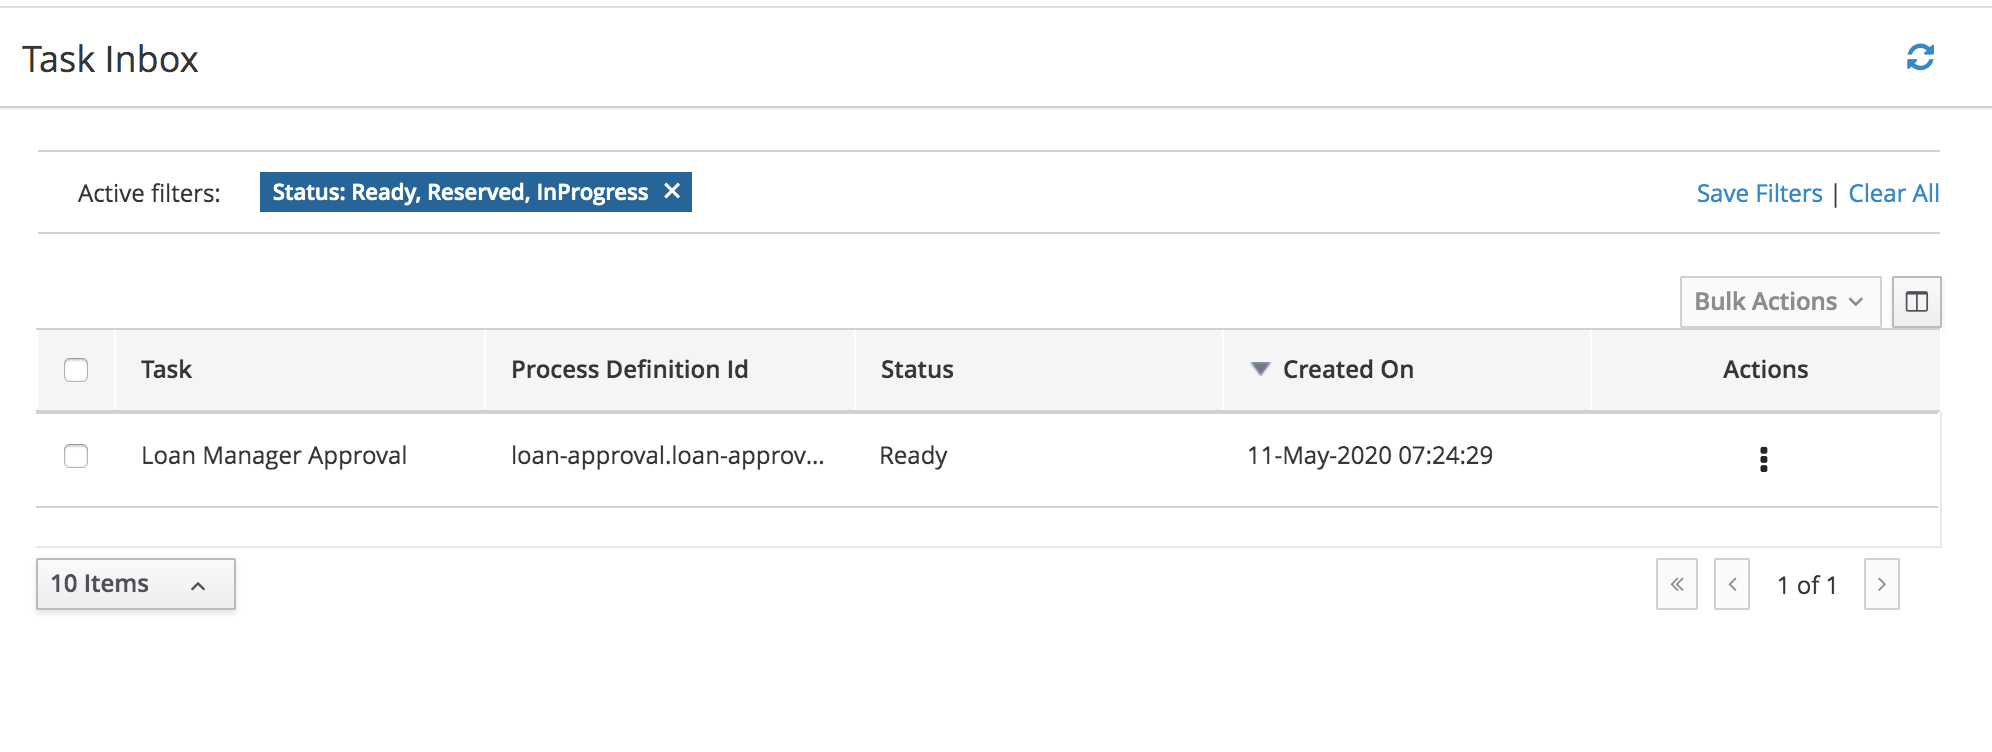 Task Inbox
Active filters: Status: Ready, Reserved, InProgress ✕ Save Filters | Clear All
Bulk Actions
Task Process Definition Id Status Created On Actions
Loan Manager Approval loan-approval.loan-approv... Ready 11-May-2020 07:24:29
10 Items « < 1 of 1 >